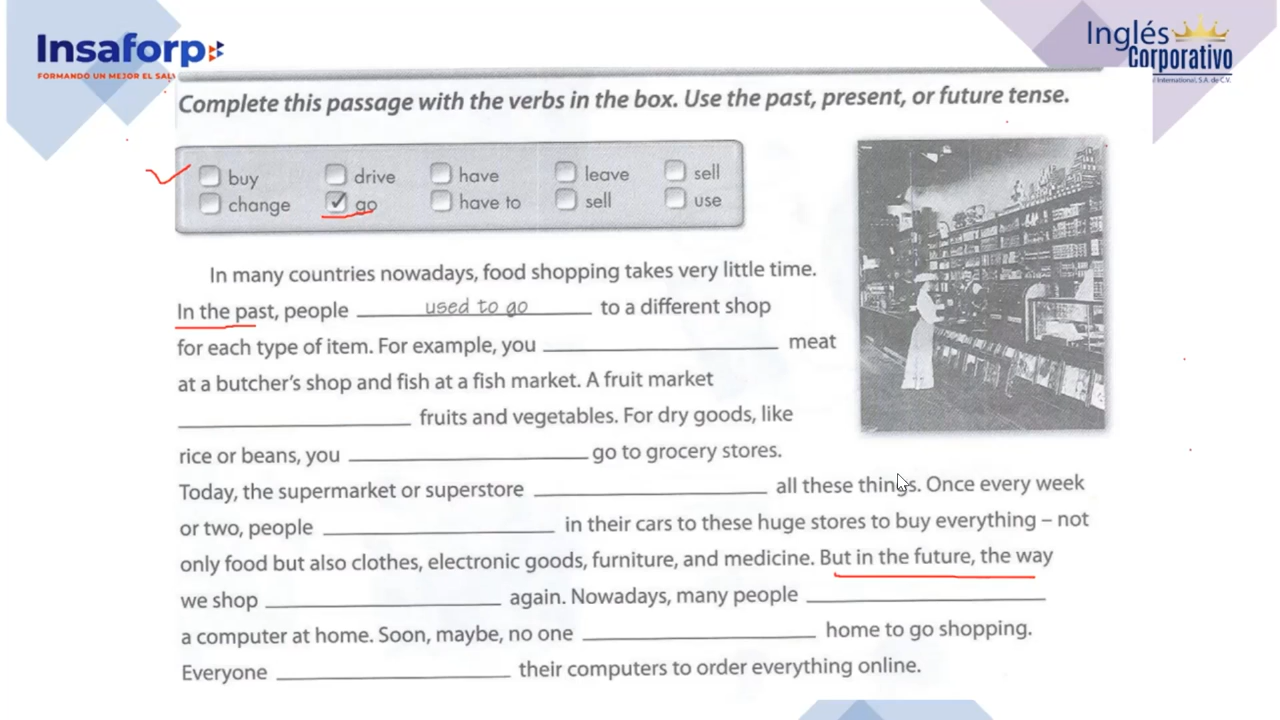 Insaforp
FORMANDO UN MEJOR EL SAL
Inglés
Corporativo
International, S.A. de C.V.
Complete this passage with the verbs in the box. Use the past, present, or future tense.
buy drive have leave sell
change ✓ go have to sell use
In many countries nowadays, food shopping takes very little time.
In the past, people used to go to a different shop
for each type of item. For example, you meat
at a butcher's shop and fish at a fish market. A fruit market
fruits and vegetables. For dry goods, like
rice or beans, you go to grocery stores.
Today, the supermarket or superstore all these things. Once every week
or two, people in their cars to these huge stores to buy everything – not
only food but also clothes, electronic goods, furniture, and medicine. But in the future, the way
we shop again. Nowadays, many people
a computer at home. Soon, maybe, no one home to go shopping.
Everyone their computers to order everything online.